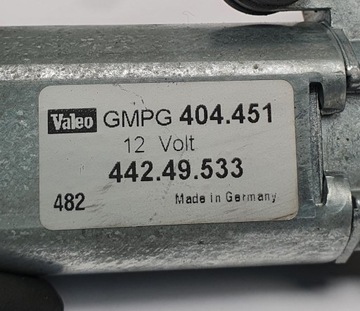 Valeo GMPG 404.451
12 Volt
442.49.533
482 Made in Germany